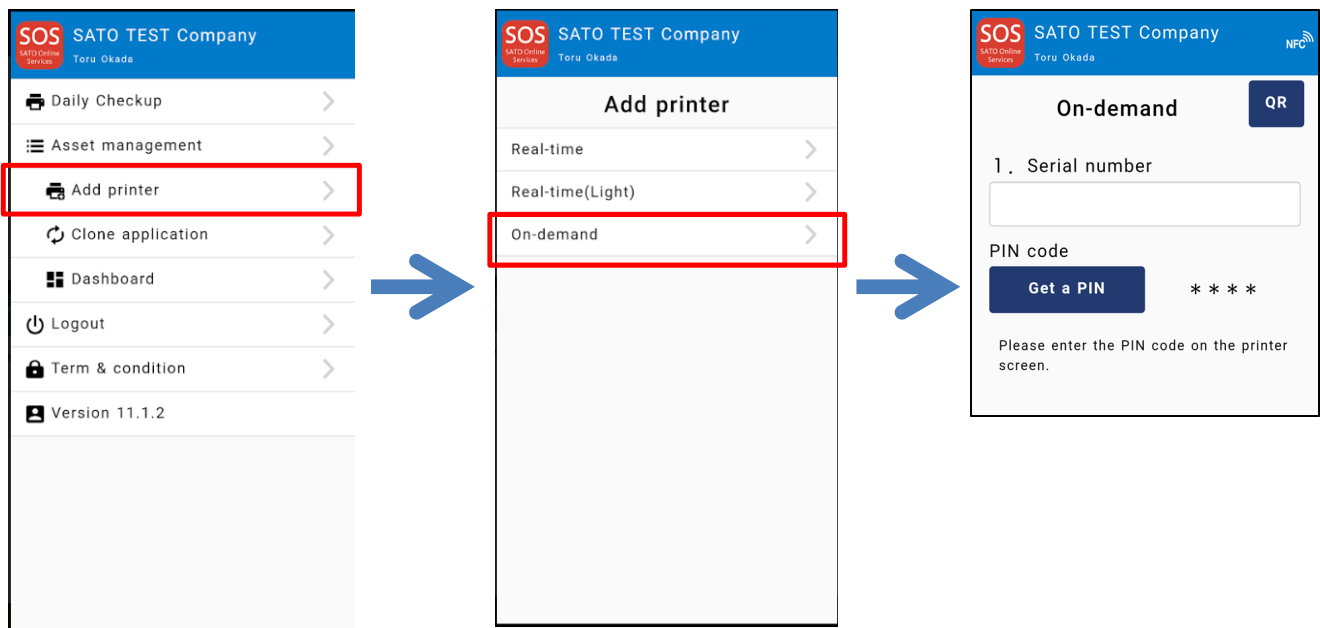 SOS
SATO Online
Services
SATO TEST Company
Toru Okada
Daily Checkup
Asset management
Add printer
Clone application
Dashboard
Logout
Term & condition
Version 11.1.2
SOS
SATO Online
Services
SATO TEST Company
Toru Okada
Add printer
Real-time
Real-time(Light)
On-demand
SOS
SATO Online
Services
SATO TEST Company
Toru Okada
NFC
On-demand
QR
1. Serial number
PIN code
Get a PIN
****
Please enter the PIN code on the printer
screen.